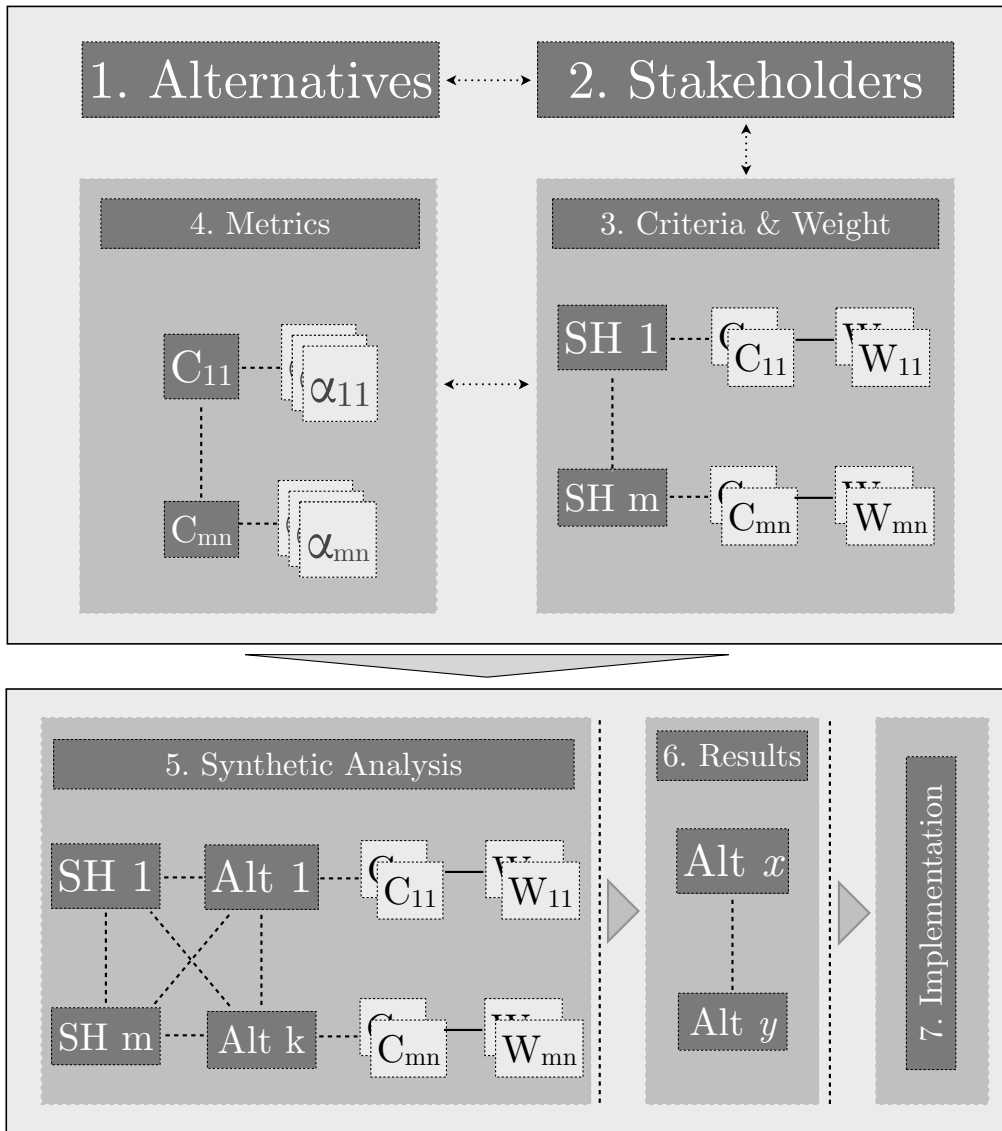 1. Alternatives
2. Stakeholders
4. Metrics
C₁₁
α₁₁
Cₘₙ
αₘₙ
3. Criteria & Weight
SH 1
C₁₁
W₁₁
SH m
Cₘₙ
Wₘₙ
5. Synthetic Analysis
SH 1
Alt 1
C₁₁
W₁₁
SH m
Alt k
Cₘₙ
Wₘₙ
6. Results
Alt x
Alt y
7. Implementation